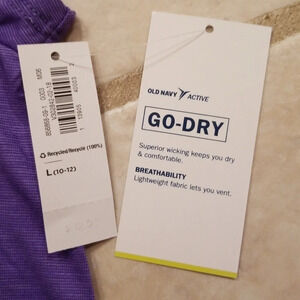 ♻ Recycled/Recycle (100%)
L (10-12)
OLD NAVY ACTIVE
GO-DRY
Superior wicking keeps you dry
& comfortable.
BREATHABILITY
Lightweight fabric lets you vent.